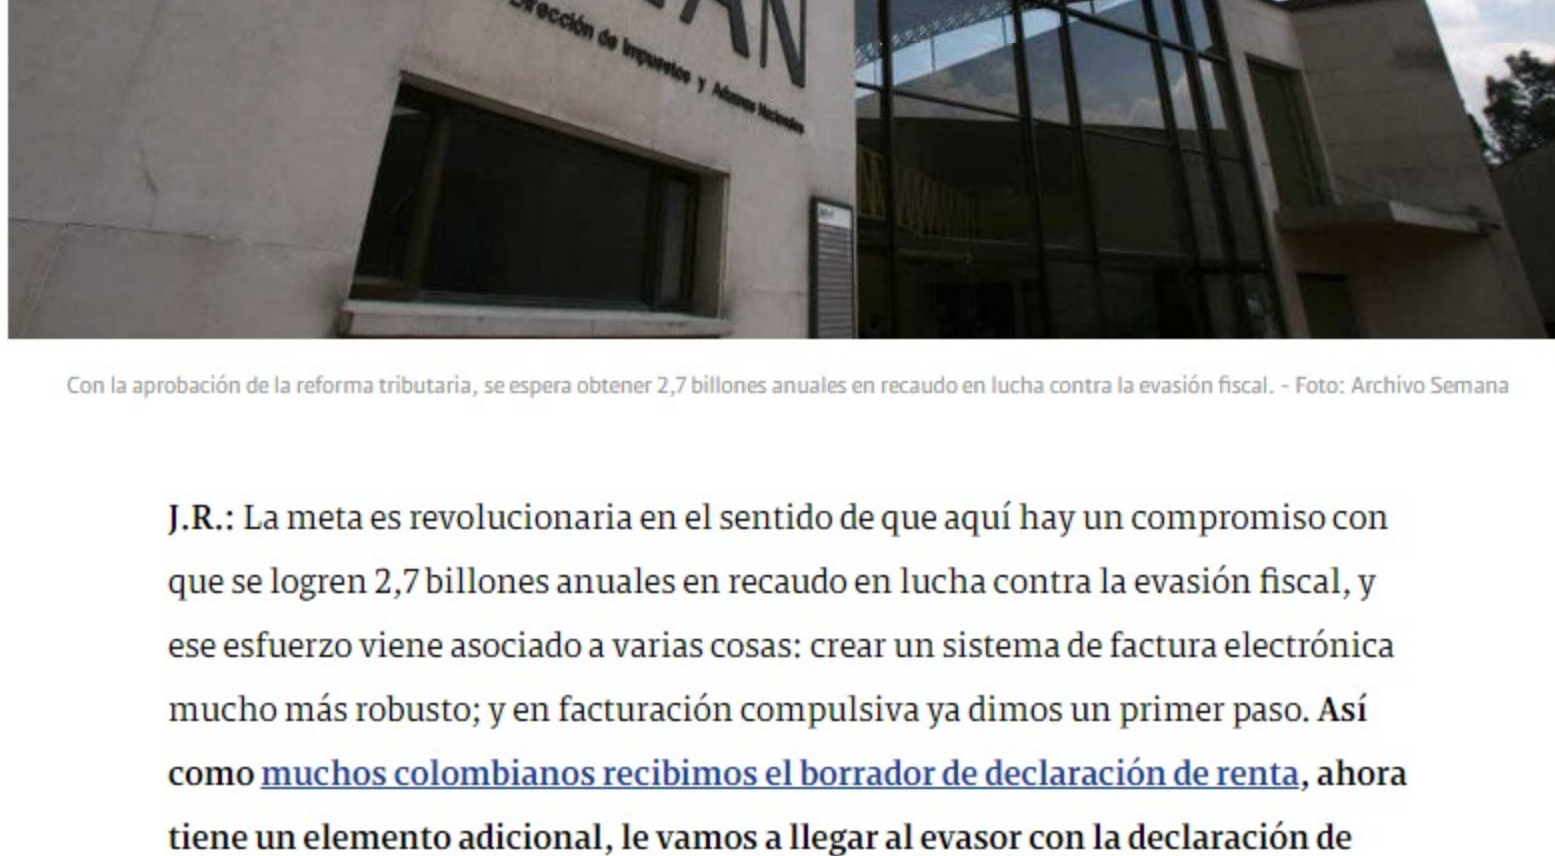 Dirección de Impuestos y Aduanas Nacionales
Con la aprobación de la reforma tributaria, se espera obtener 2,7 billones anuales en recaudo en lucha contra la evasión fiscal. - Foto: Archivo Semana
J.R.: La meta es revolucionaria en el sentido de que aquí hay un compromiso con
que se logren 2,7 billones anuales en recaudo en lucha contra la evasión fiscal, y
ese esfuerzo viene asociado a varias cosas: crear un sistema de factura electrónica
mucho más robusto; y en facturación compulsiva ya dimos un primer paso. Así
como muchos colombianos recibimos el borrador de declaración de renta, ahora
tiene un elemento adicional, le vamos a llegar al evasor con la declaración de